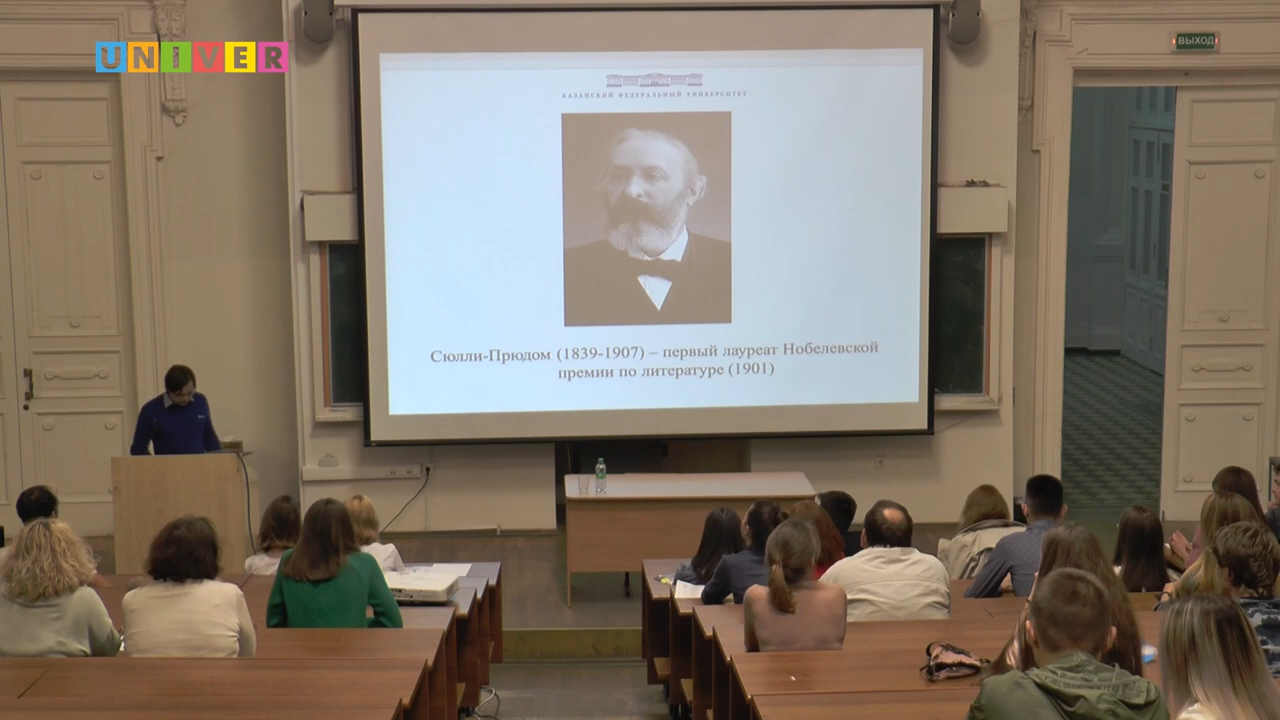 UNIVER
ВЫХОД
КАЗАНСКИЙ ФЕДЕРАЛЬНЫЙ УНИВЕРСИТЕТ
Сюлли-Прюдом (1839-1907) – первый лауреат Нобелевской
премии по литературе (1901)